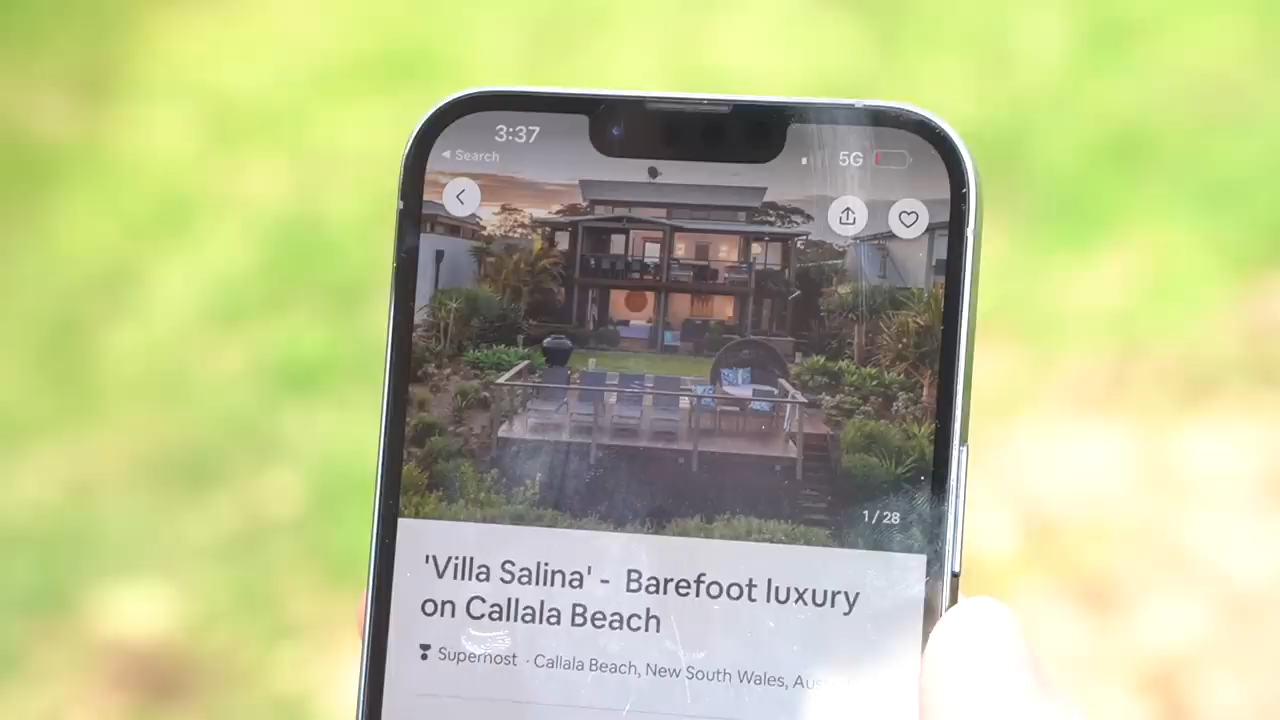 3:37
Search
5G
1 / 28
'Villa Salina' - Barefoot luxury
on Callala Beach
Superhost · Callala Beach, New South Wales,